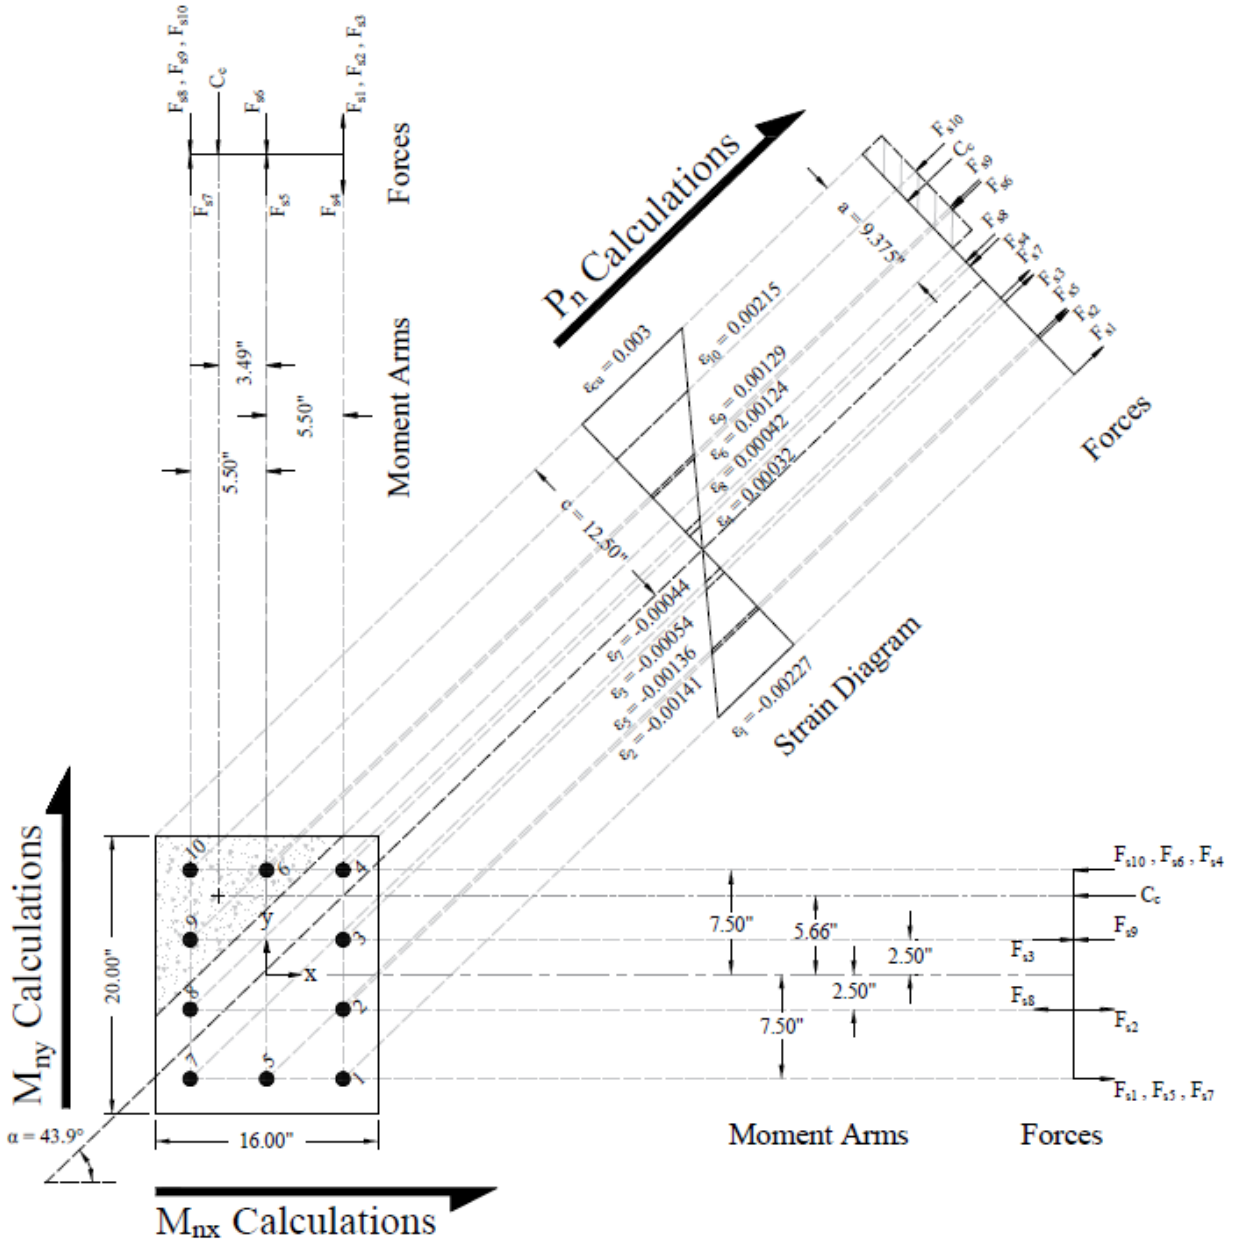 F_s8 , F_s9 , F_s10
C_c
F_s6
F_s1 , F_s2 , F_s3
F_s7
F_s5
F_s4
Forces
3.49"
5.50"
5.50"
Moment Arms
P_n Calculations
a = 9.375"
F_s10
C_c
F_s9
F_s6
F_s8
F_s4
F_s7
F_s3
F_s5
F_s2
F_s1
Forces
ε_cu = 0.003
ε_10 = 0.00215
ε_9 = 0.00129
ε_6 = 0.00124
ε_8 = 0.00042
ε_4 = 0.00032
c = 12.50"
ε_7 = -0.00044
ε_3 = -0.00054
ε_5 = -0.00136
ε_2 = -0.00141
ε_1 = -0.00227
Strain Diagram
M_ny Calculations
20.00"
10
6
4
9
y
3
x
8
2
7
5
1
α = 43.9°
16.00"
M_nx Calculations
7.50"
5.66"
2.50"
2.50"
7.50"
Moment Arms
F_s10 , F_s6 , F_s4
C_c
F_s9
F_s3
F_s8
F_s2
F_s1 , F_s5 , F_s7
Forces